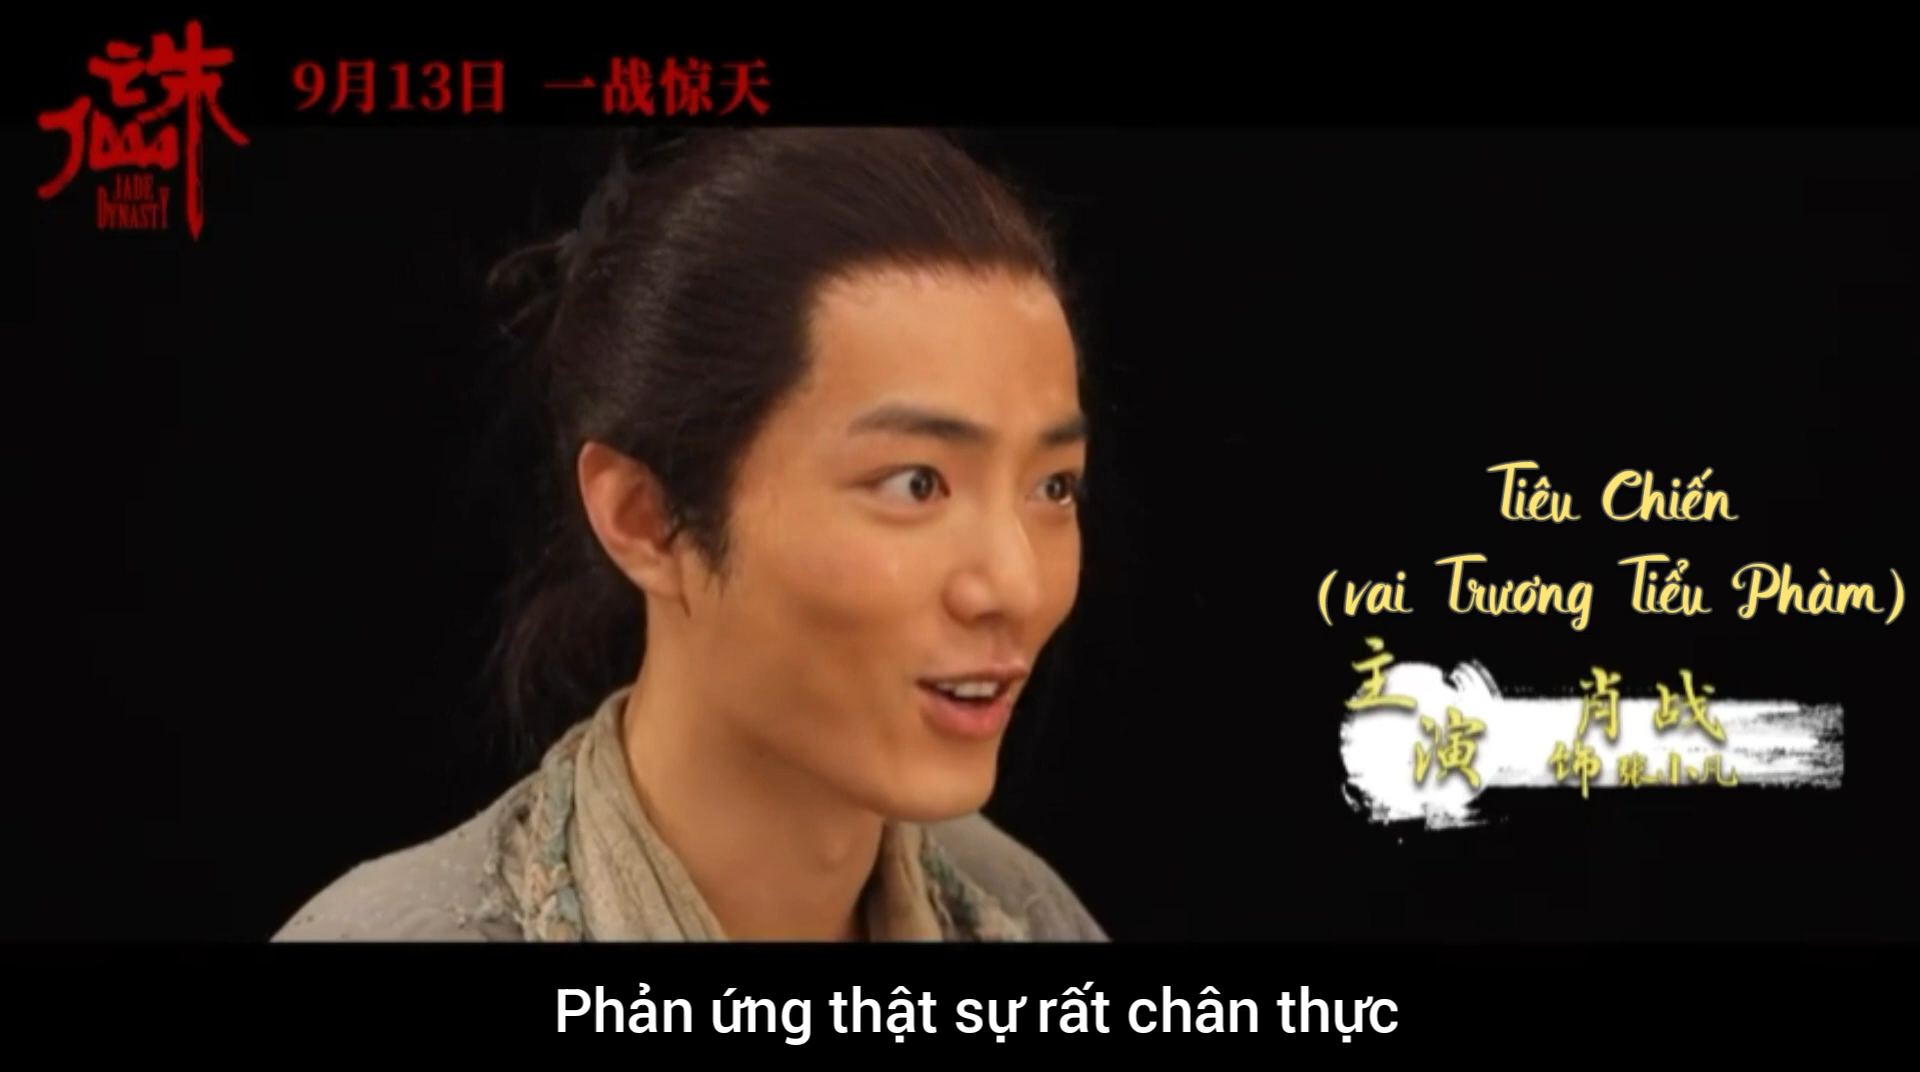 誅仙
JADE
DYNASTY
9月13日 一战惊天
Tiêu Chiến
(vai Trương Tiểu Phàm)
主演 肖战
饰 张小凡
Phản ứng thật sự rất chân thực